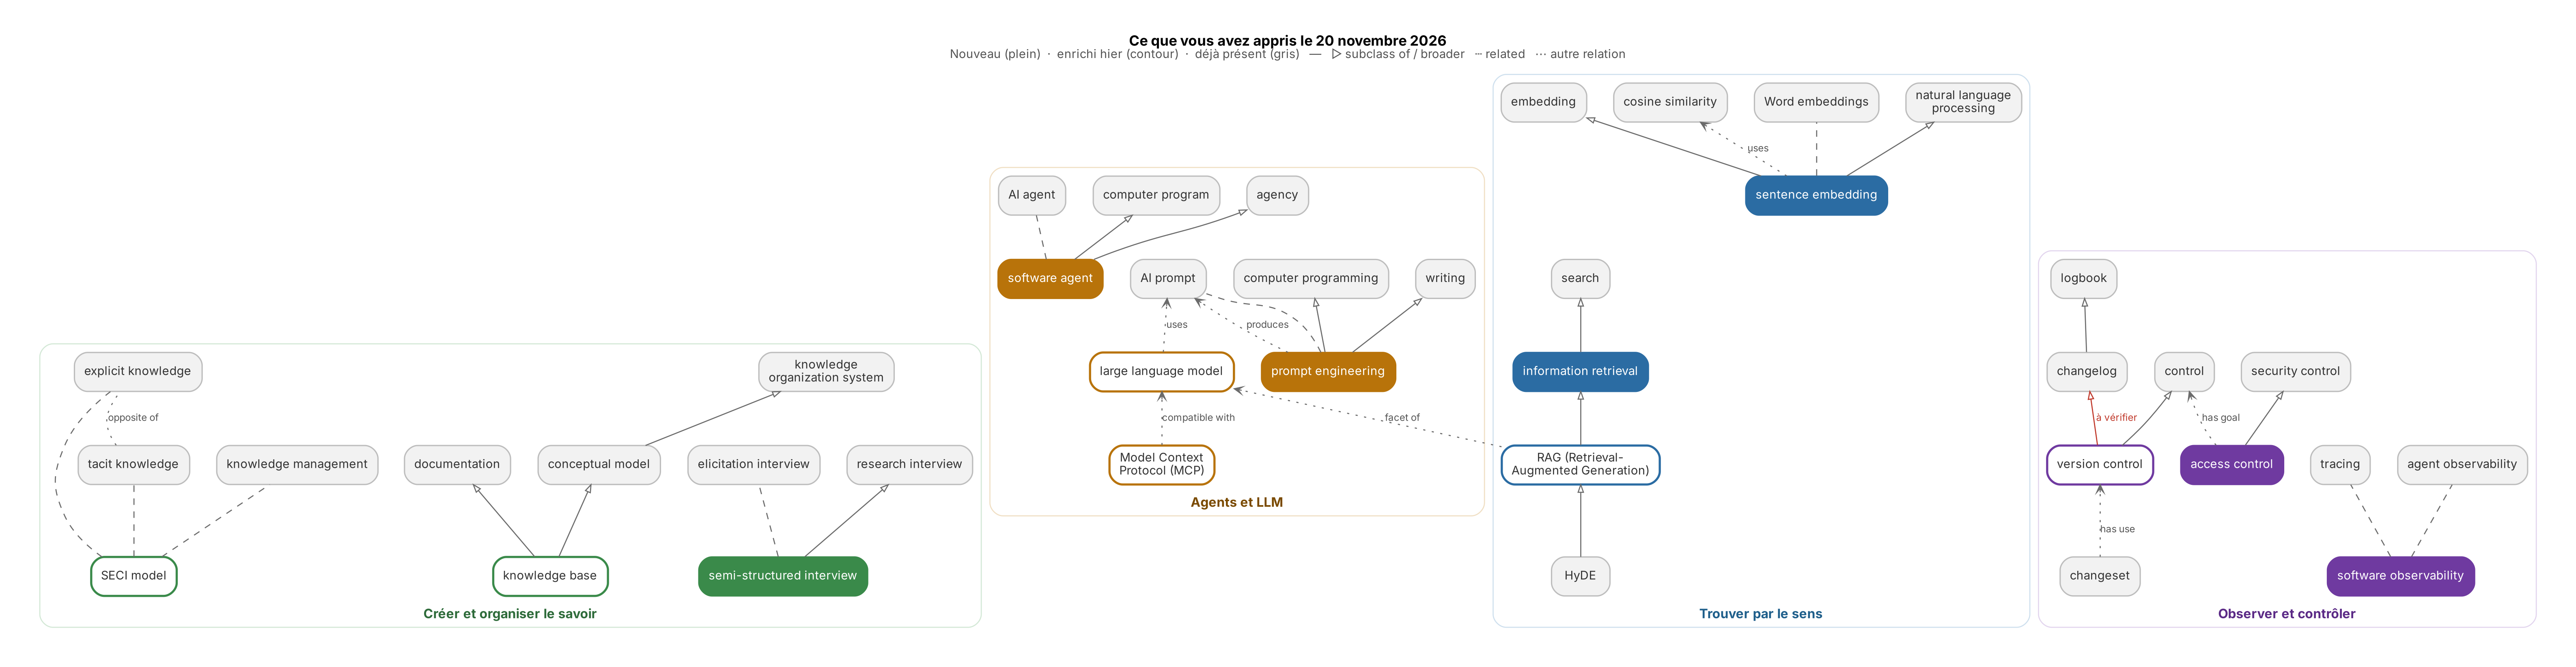 Ce que vous avez appris le 20 novembre 2026
Nouveau (plein) · enrichi hier (contour) · déjà présent (gris) — ▷ subclass of / broader ┄ related ⋯ autre relation
explicit knowledge
knowledge
organization system
opposite of
tacit knowledge
knowledge management
documentation
conceptual model
elicitation interview
research interview
SECI model
knowledge base
semi-structured interview
Créer et organiser le savoir
AI agent
computer program
agency
software agent
AI prompt
computer programming
writing
uses
produces
large language model
prompt engineering
compatible with
facet of
Model Context
Protocol (MCP)
Agents et LLM
embedding
cosine similarity
Word embeddings
natural language
processing
uses
sentence embedding
search
information retrieval
RAG (Retrieval-
Augmented Generation)
HyDE
Trouver par le sens
logbook
changelog
control
security control
à vérifier
has goal
version control
access control
tracing
agent observability
has use
changeset
software observability
Observer et contrôler